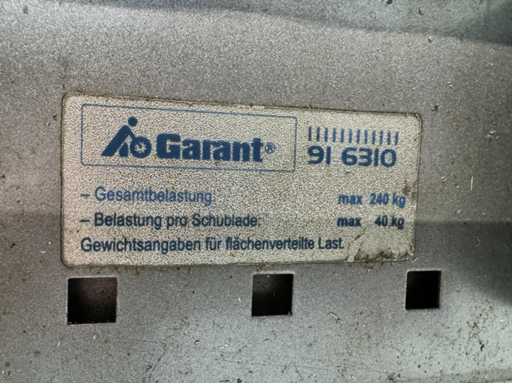 Garant®
91 6310
– Gesamtbelastung: max 240 kg
– Belastung pro Schublade: max 40 kg
Gewichtsangaben für flächenverteilte Last.